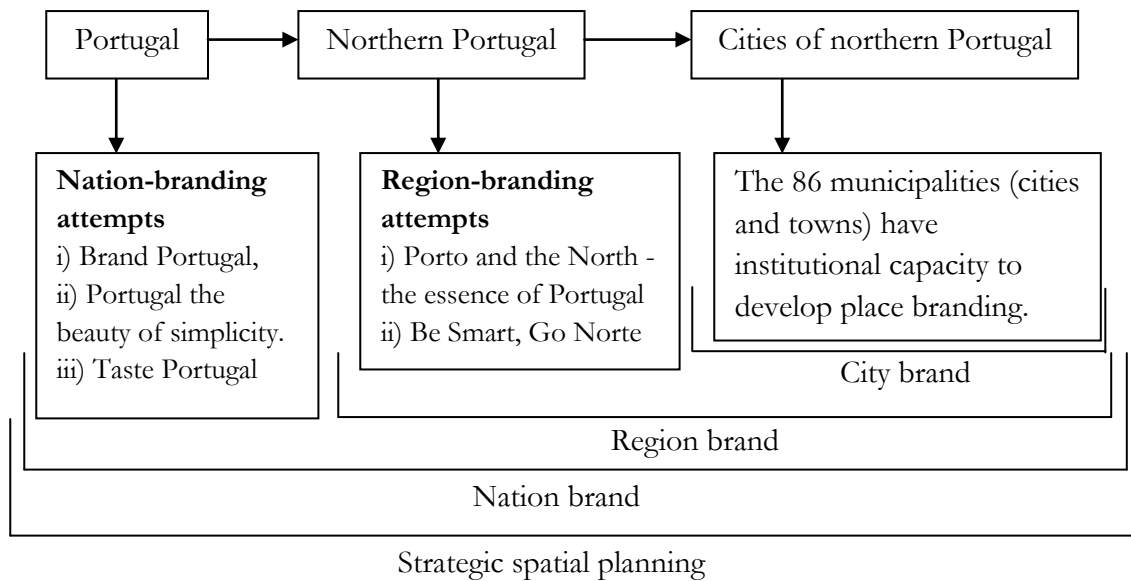 Portugal
Northern Portugal
Cities of northern Portugal
Nation-branding
attempts
i) Brand Portugal,
ii) Portugal the
beauty of simplicity.
iii) Taste Portugal
Region-branding
attempts
i) Porto and the North -
the essence of Portugal
ii) Be Smart, Go Norte
The 86 municipalities (cities
and towns) have
institutional capacity to
develop place branding.
City brand
Region brand
Nation brand
Strategic spatial planning